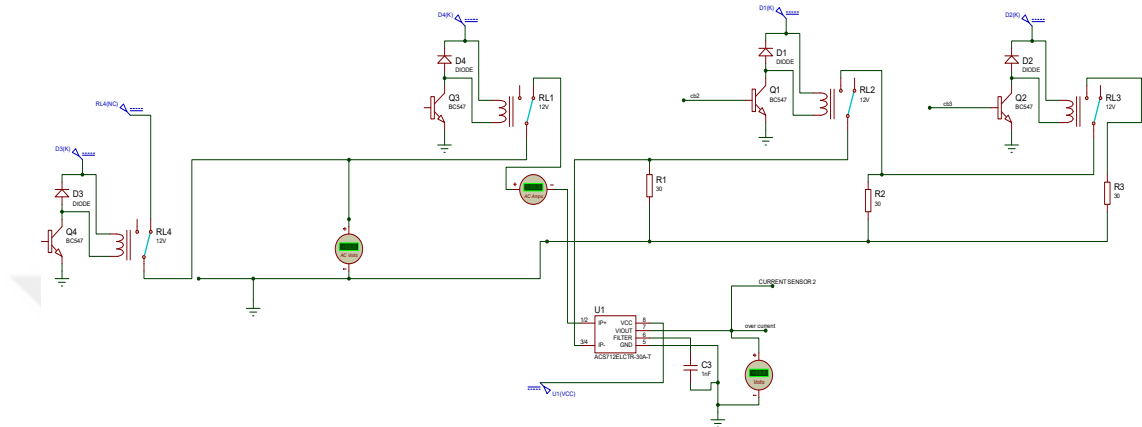 D4(K)
D1(K)
D2(K)
D4
DIODE
D1
DIODE
D2
DIODE
Q3
BC547
RL1
12V
cb2
Q1
BC547
RL2
12V
cb3
Q2
BC547
RL3
12V
RL4(NC)
D3(K)
D3
DIODE
Q4
BC547
RL4
12V
+
AC Volts
-
+
AC Amps
-
R1
30
R2
30
R3
30
CURRENT SENSOR 2
U1
1/2
IP+
3/4
IP-
VCC
8
VIOUT
7
FILTER
6
GND
5
ACS712ELCTR-30A-T
over current
C3
1nF
+
Volts
-
U1(VCC)